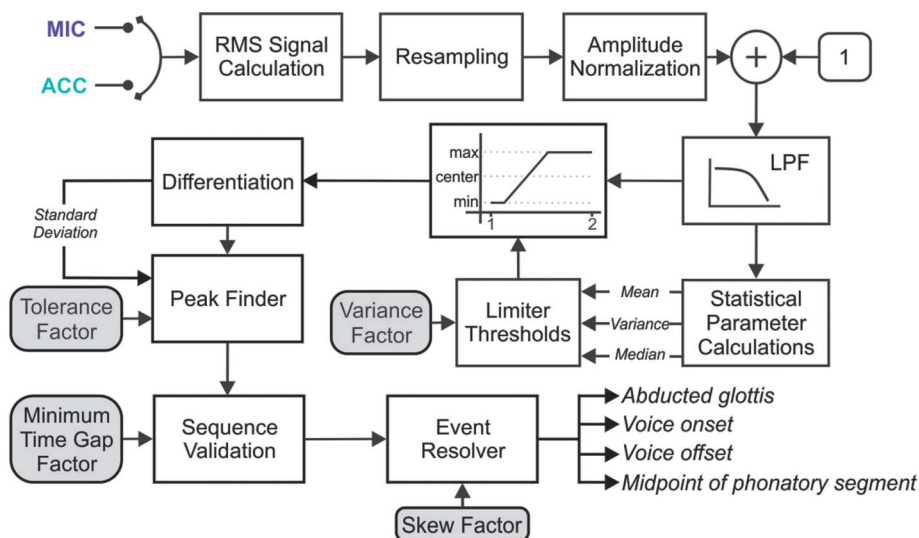 MIC
ACC
RMS Signal
Calculation
Resampling
Amplitude
Normalization
+
1
LPF
max
center
min
1
2
Differentiation
Standard
Deviation
Peak Finder
Tolerance
Factor
Variance
Factor
Limiter
Thresholds
Mean
Variance
Median
Statistical
Parameter
Calculations
Minimum
Time Gap
Factor
Sequence
Validation
Event
Resolver
Skew Factor
Abducted glottis
Voice onset
Voice offset
Midpoint of phonatory segment